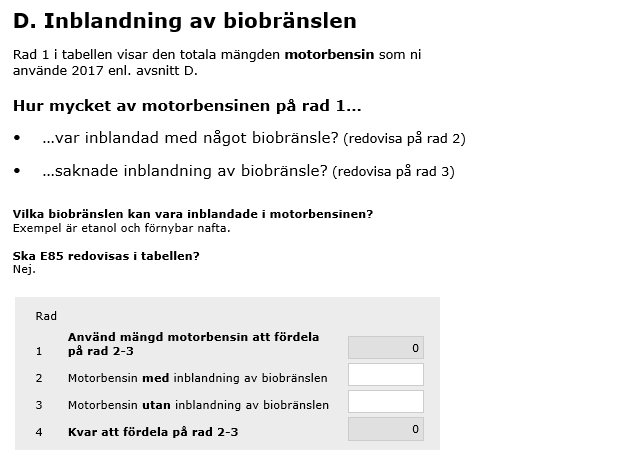 D. Inblandning av biobränslen
Rad 1 i tabellen visar den totala mängden motorbensin som ni
använde 2017 enl. avsnitt D.
Hur mycket av motorbensinen på rad 1...
• ...var inblandad med något biobränsle? (redovisa på rad 2)
• ...saknade inblandning av biobränsle? (redovisa på rad 3)
Vilka biobränslen kan vara inblandade i motorbensinen?
Exempel är etanol och förnybar nafta.
Ska E85 redovisas i tabellen?
Nej.
Rad
Använd mängd motorbensin att fördela
1 på rad 2-3 0
2 Motorbensin med inblandning av biobränslen
3 Motorbensin utan inblandning av biobränslen
4 Kvar att fördela på rad 2-3 0